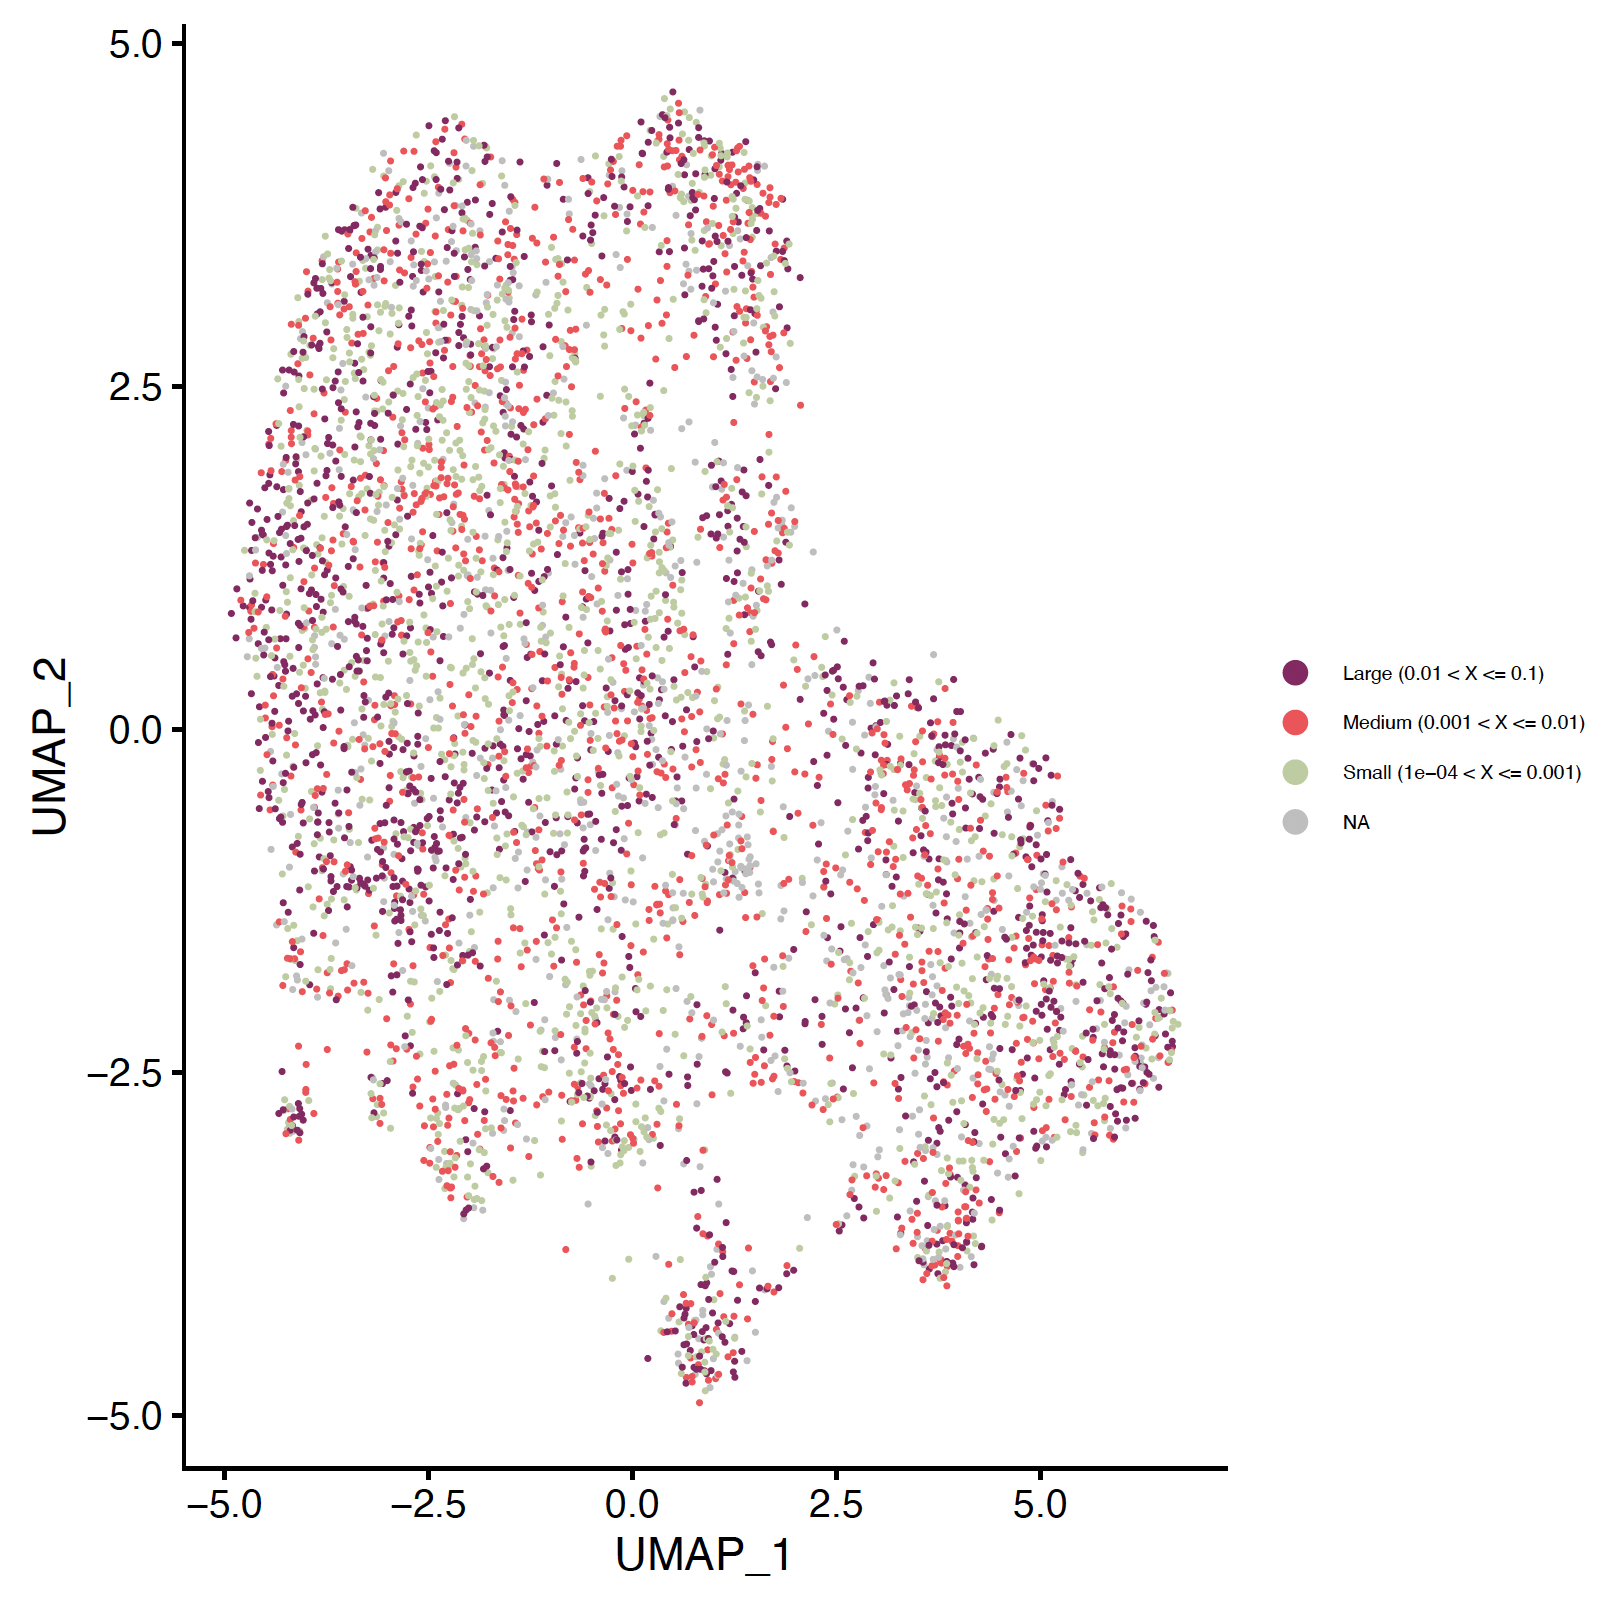 5.0
2.5
0.0
−2.5
−5.0
UMAP_2
−5.0
−2.5
0.0
2.5
5.0
UMAP_1
Large (0.01 < X <= 0.1)
Medium (0.001 < X <= 0.01)
Small (1e−04 < X <= 0.001)
NA